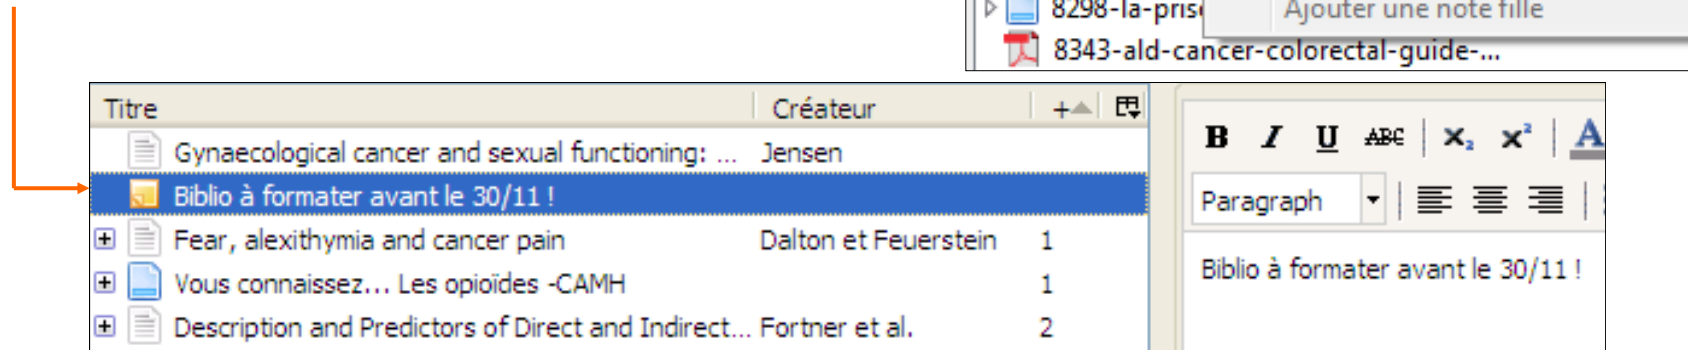 8298-la-pris
Ajouter une note fille
8343-ald-cancer-colorectal-guide-...
Titre Créateur +
Gynaecological cancer and sexual functioning: ... Jensen
Biblio à formater avant le 30/11 !
Fear, alexithymia and cancer pain Dalton et Feuerstein 1
Vous connaissez... Les opioïdes -CAMH 1
Description and Predictors of Direct and Indirect... Fortner et al. 2
B I U ABC x₂ x² A
Paragraph
Biblio à formater avant le 30/11 !